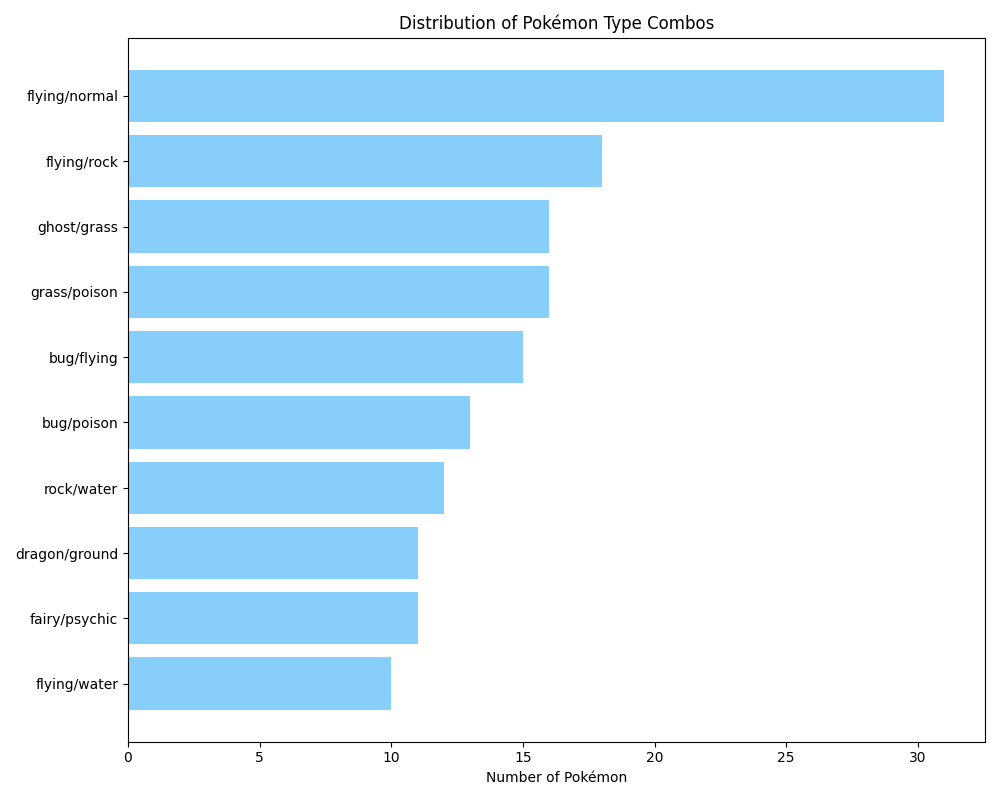 Distribution of Pokémon Type Combos
flying/normal
flying/rock
ghost/grass
grass/poison
bug/flying
bug/poison
rock/water
dragon/ground
fairy/psychic
flying/water
0 5 10 15 20 25 30
Number of Pokémon